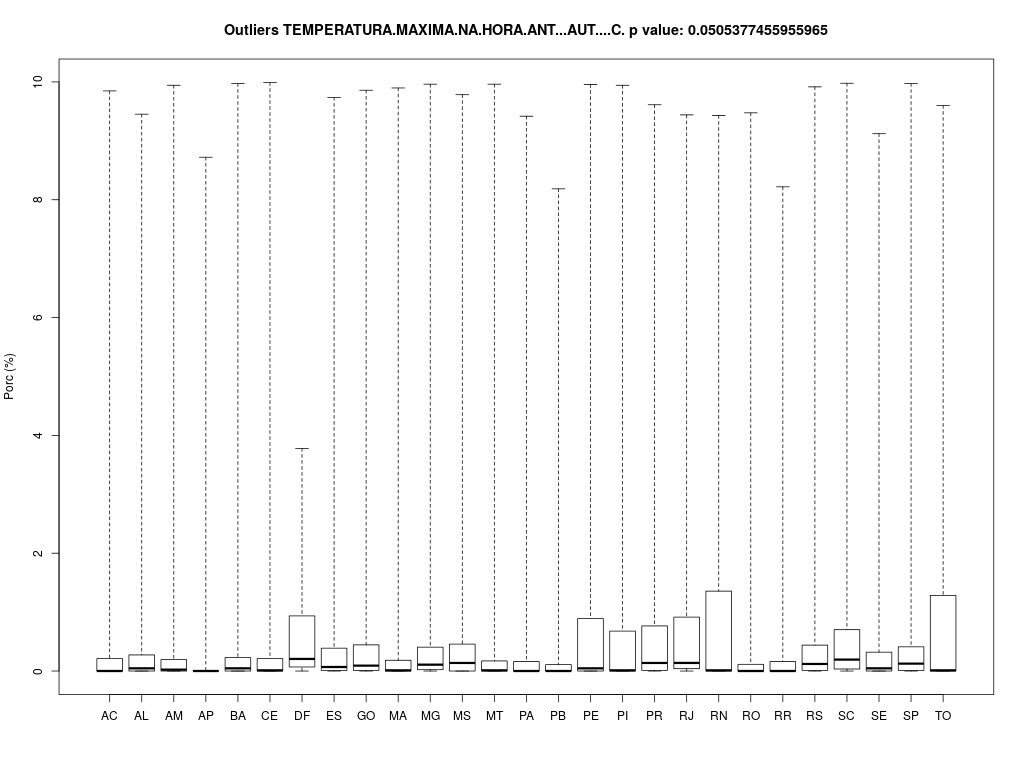 Outliers TEMPERATURA.MAXIMA.NA.HORA.ANT...AUT....C. p value: 0.0505377455955965
Porc (%)
10
8
6
4
2
0
AC AL AM AP BA CE DF ES GO MA MG MS MT PA PB PE PI PR RJ RN RO RR RS SC SE SP TO